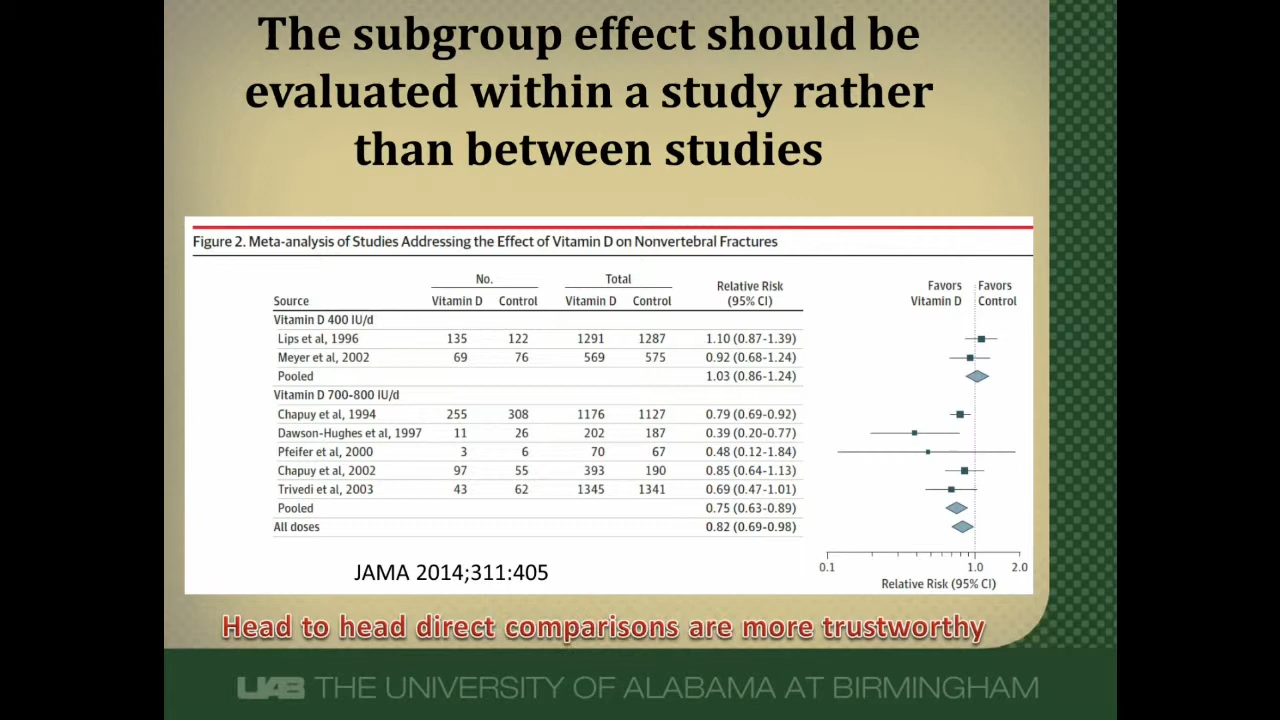 The subgroup effect should be
evaluated within a study rather
than between studies
Figure 2. Meta-analysis of Studies Addressing the Effect of Vitamin D on Nonvertebral Fractures
No. Total Relative Risk Favors Favors
Source Vitamin D Control Vitamin D Control (95% CI) Vitamin D Control
Vitamin D 400 IU/d
Lips et al, 1996 135 122 1291 1287 1.10 (0.87-1.39)
Meyer et al, 2002 69 76 569 575 0.92 (0.68-1.24)
Pooled 1.03 (0.86-1.24)
Vitamin D 700-800 IU/d
Chapuy et al, 1994 255 308 1176 1127 0.79 (0.69-0.92)
Dawson-Hughes et al, 1997 11 26 202 187 0.39 (0.20-0.77)
Pfeifer et al, 2000 3 6 70 67 0.48 (0.12-1.84)
Chapuy et al, 2002 97 55 393 190 0.85 (0.64-1.13)
Trivedi et al, 2003 43 62 1345 1341 0.69 (0.47-1.01)
Pooled 0.75 (0.63-0.89)
All doses 0.82 (0.69-0.98)
0.1 1.0 2.0
Relative Risk (95% CI)
JAMA 2014;311:405
Head to head direct comparisons are more trustworthy
UAB THE UNIVERSITY OF ALABAMA AT BIRMINGHAM